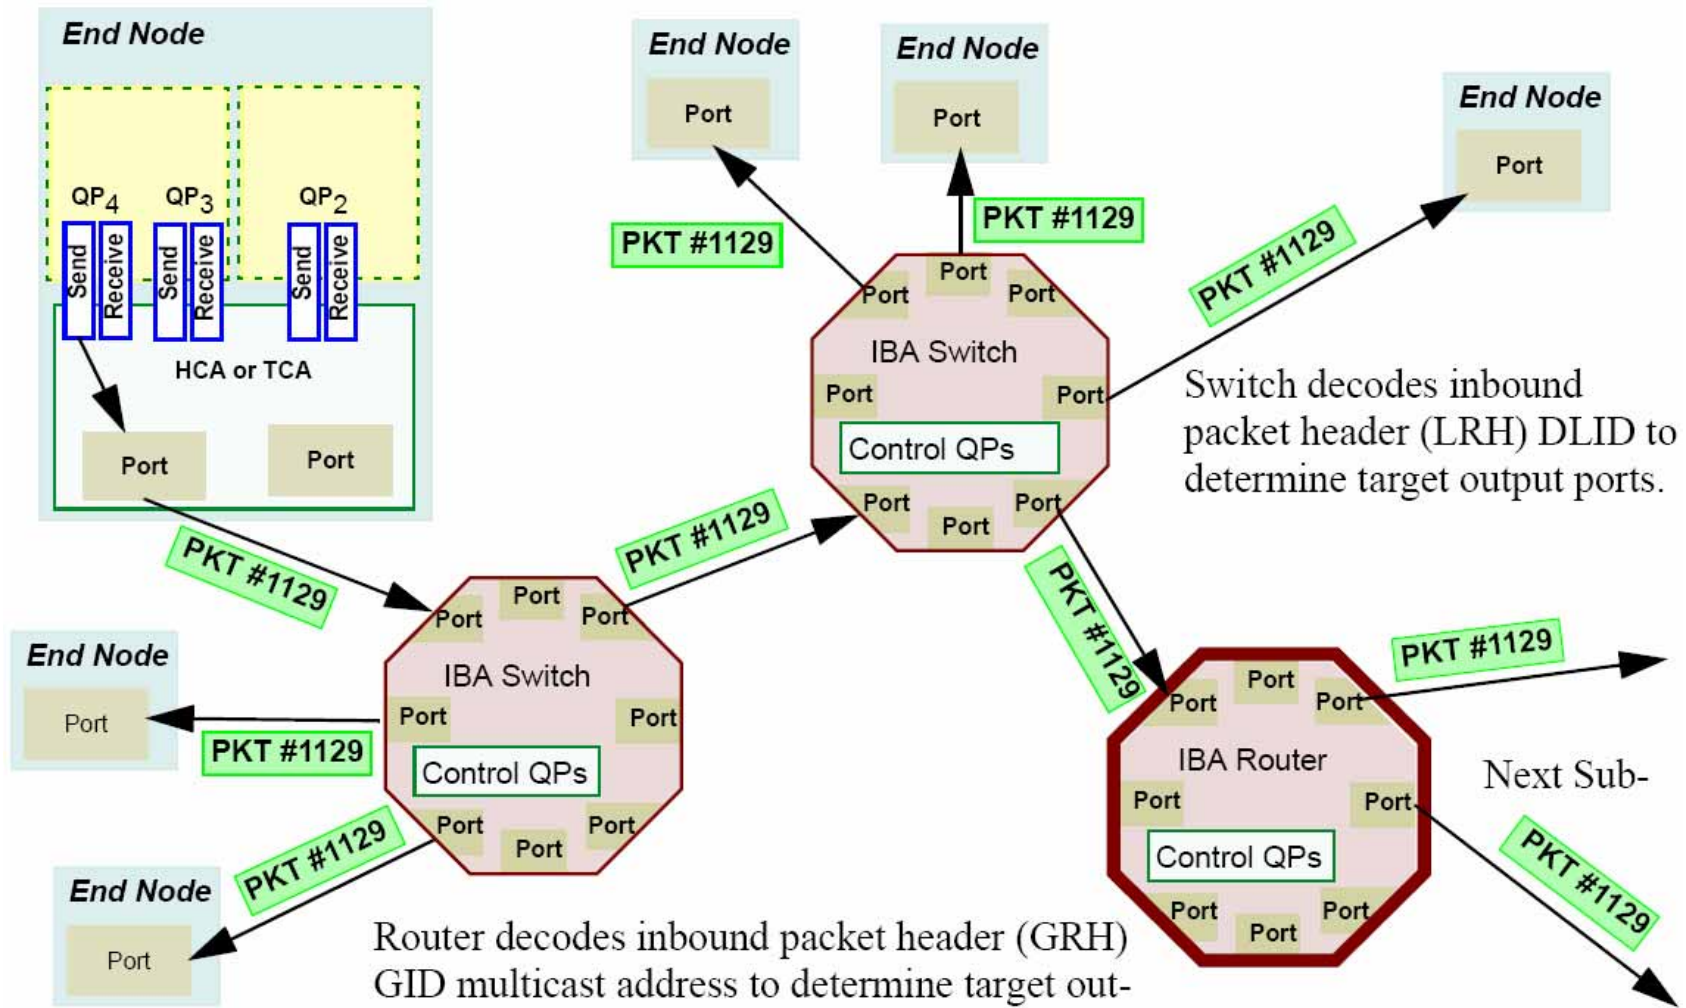 End Node
QP4
QP3
QP2
Send
Receive
Send
Receive
Send
Receive
HCA or TCA
Port
Port
PKT #1129
End Node
Port
End Node
Port
End Node
Port
PKT #1129
PKT #1129
PKT #1129
Port
Port
Port
IBA Switch
Port
Port
Control QPs
Port
Port
Port
Switch decodes inbound
packet header (LRH) DLID to
determine target output ports.
PKT #1129
PKT #1129
Port
Port
Port
IBA Switch
Port
Port
Control QPs
Port
Port
Port
End Node
Port
PKT #1129
End Node
Port
PKT #1129
Port
Port
Port
IBA Router
Port
Port
Control QPs
Port
Port
Port
PKT #1129
Next Sub-
PKT #1129
Router decodes inbound packet header (GRH)
GID multicast address to determine target out-